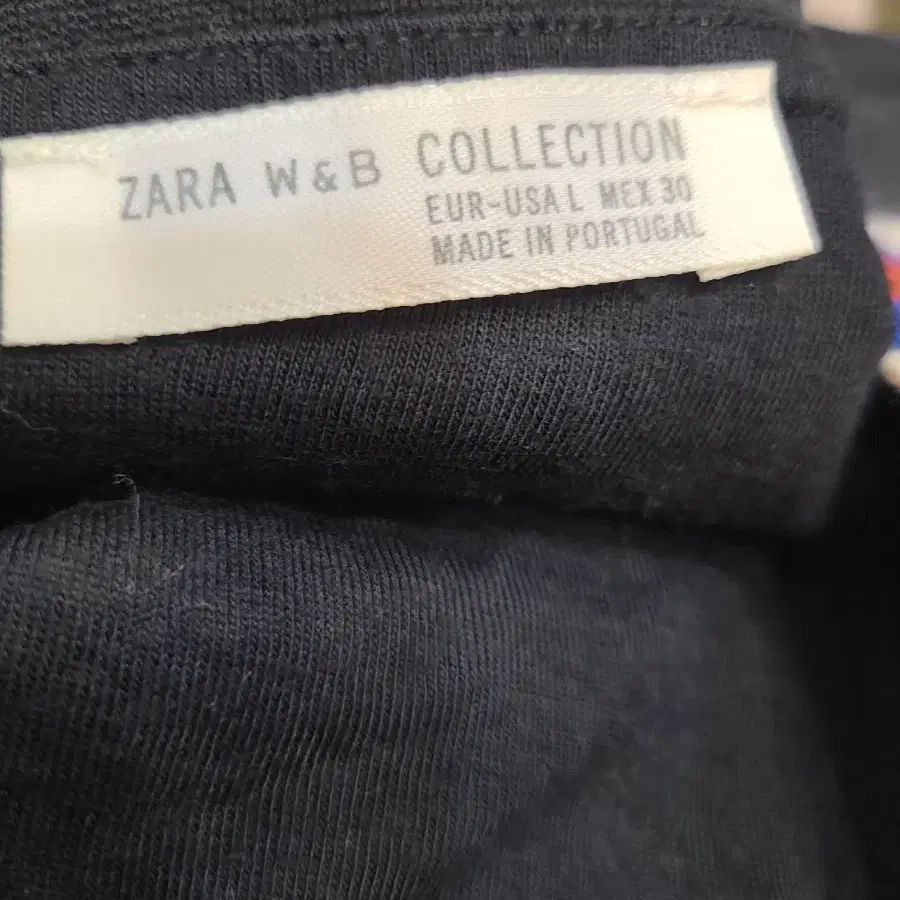 ZARA W & B COLLECTION
EUR-USA L MEX 30
MADE IN PORTUGAL